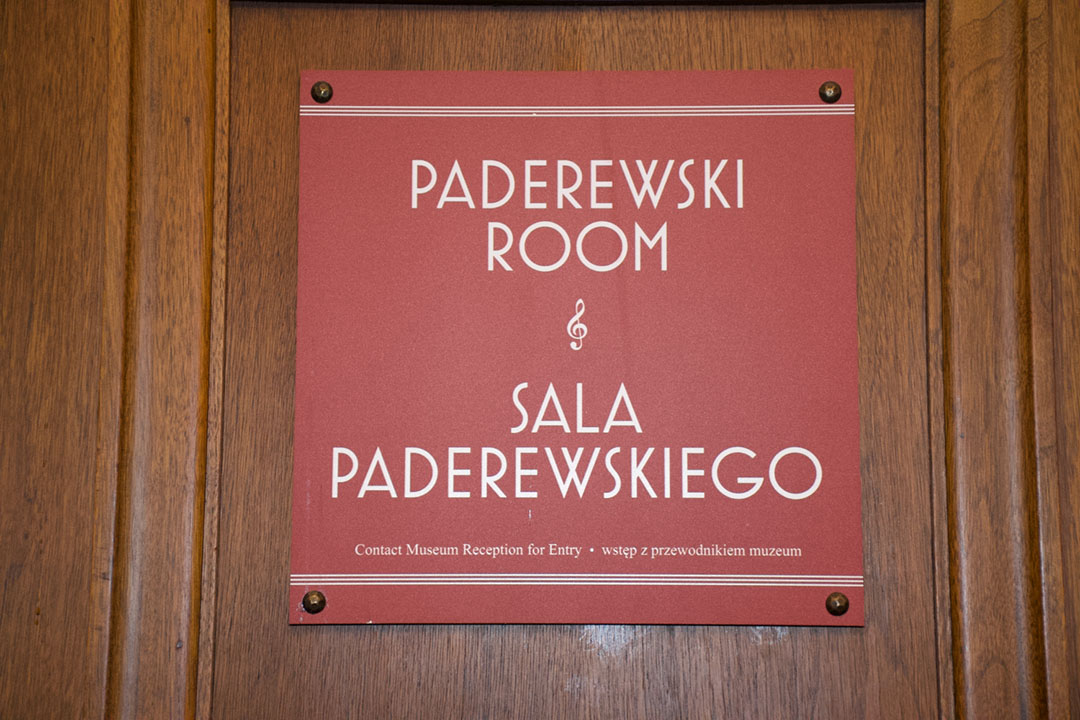 PADEREWSKI
ROOM
SALA
PADEREWSKIEGO
Contact Museum Reception for Entry • wstęp z przewodnikiem muzeum